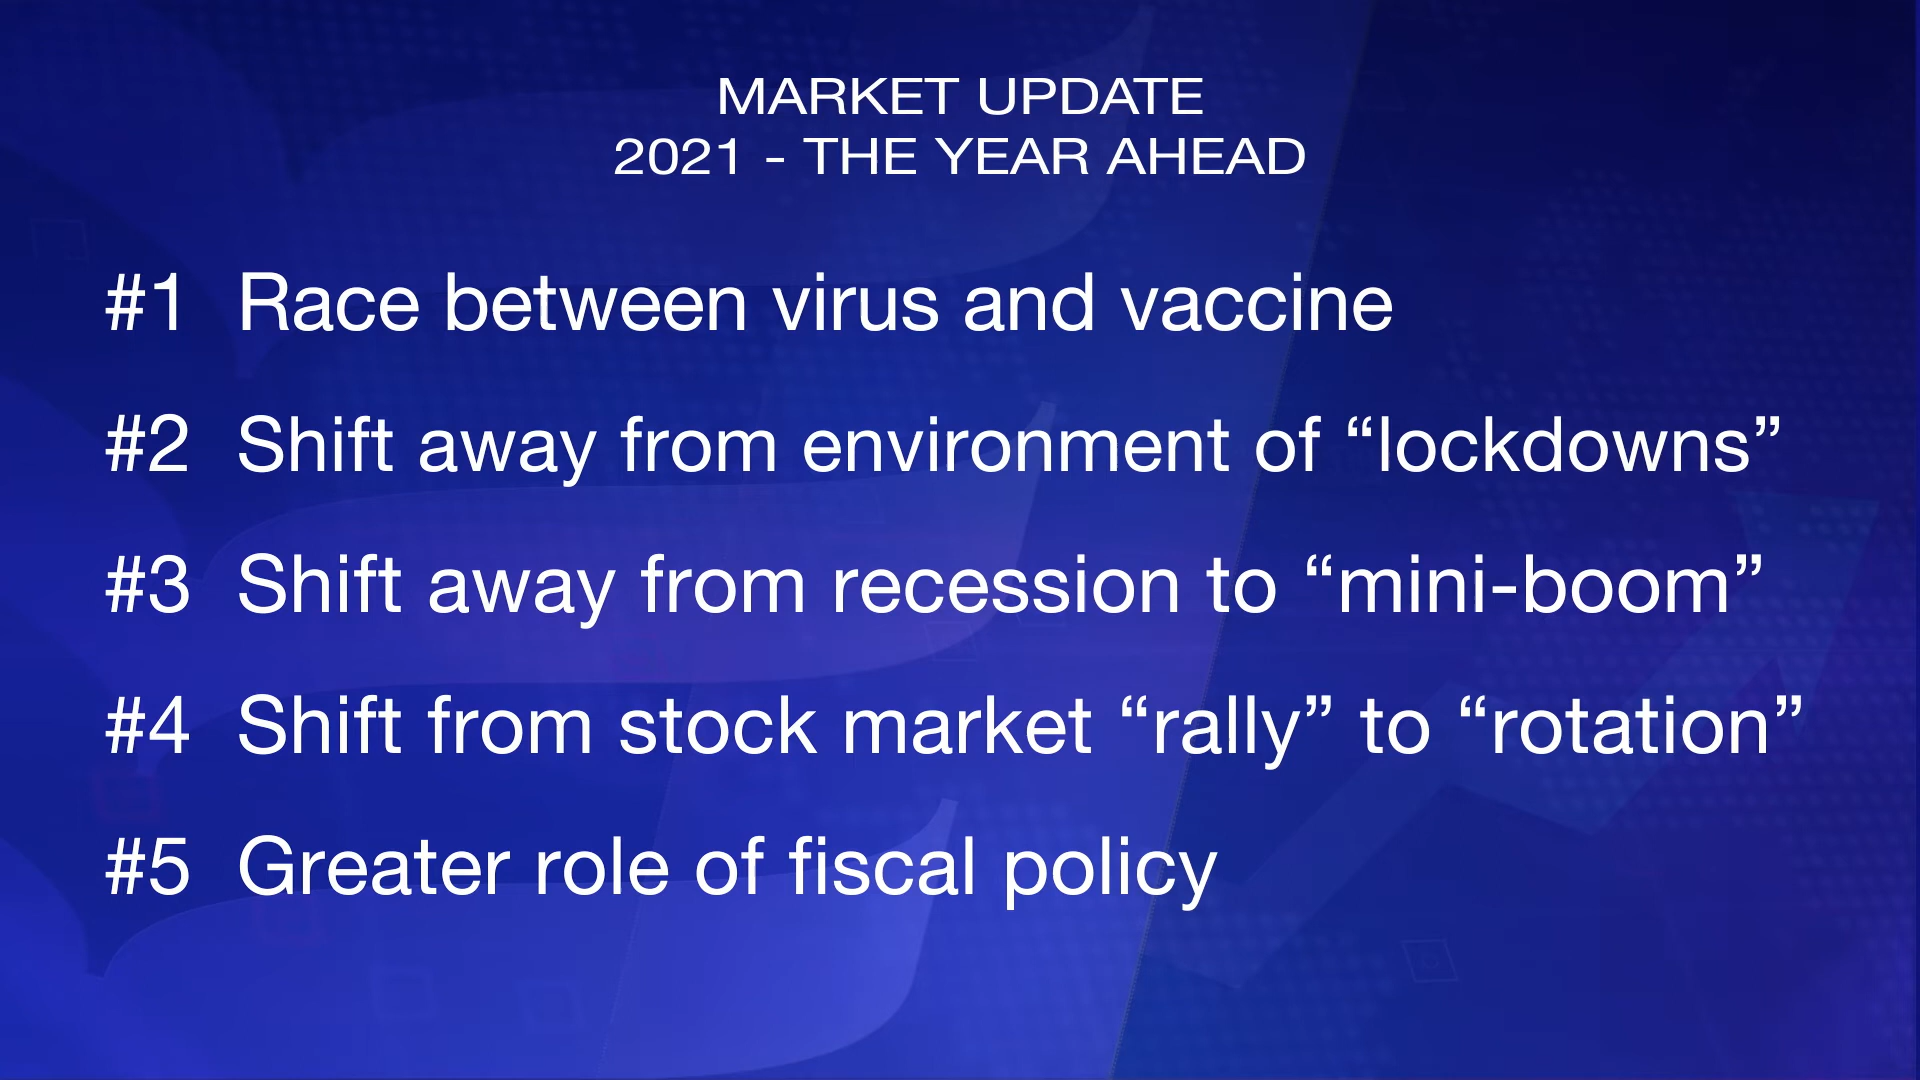 MARKET UPDATE
2021 - THE YEAR AHEAD
#1 Race between virus and vaccine
#2 Shift away from environment of “lockdowns”
#3 Shift away from recession to “mini-boom”
#4 Shift from stock market “rally” to “rotation”
#5 Greater role of fiscal policy